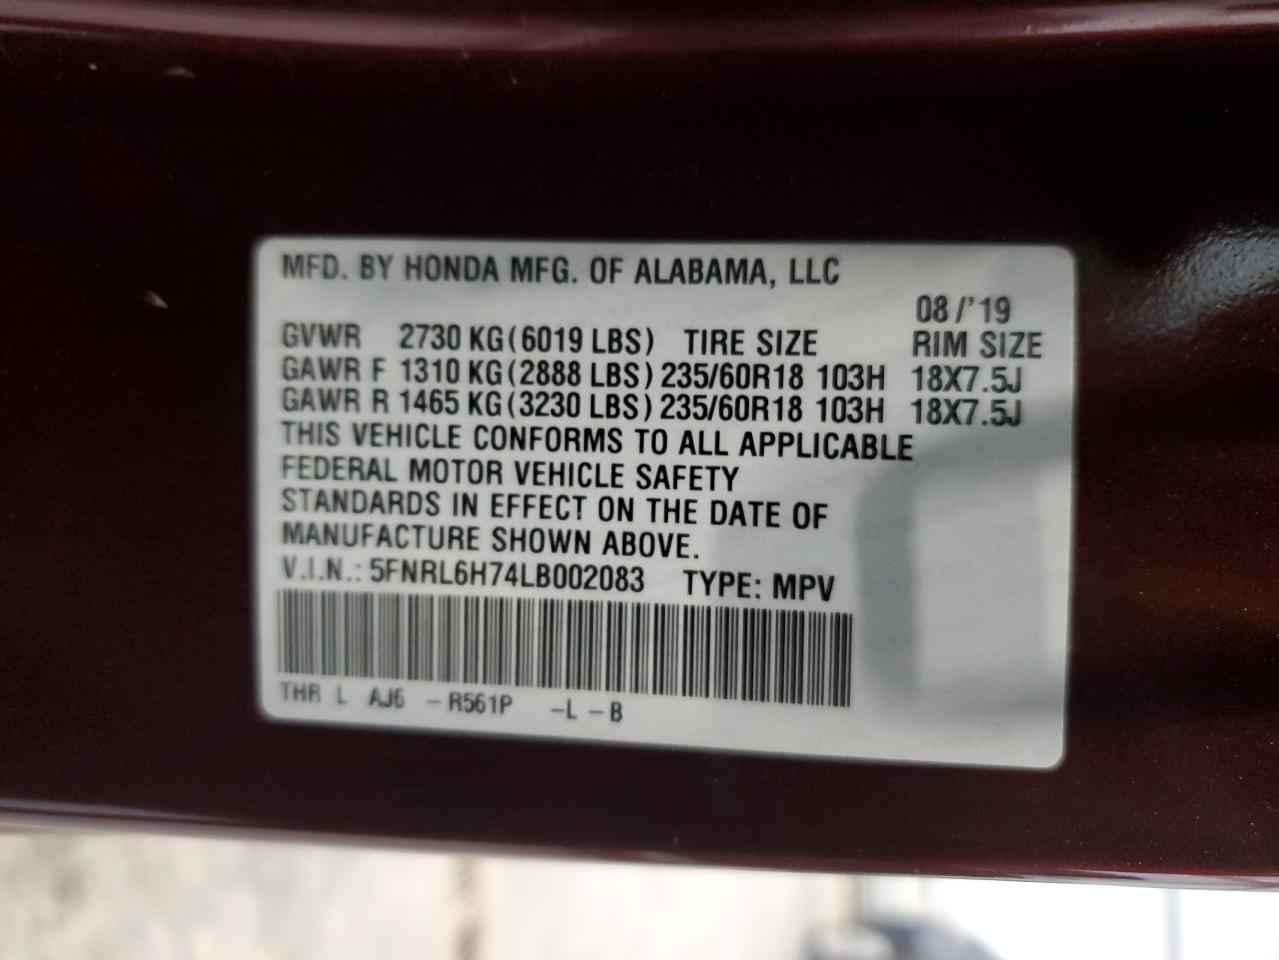 MFD. BY HONDA MFG. OF ALABAMA, LLC
08/'19
GVWR 2730 KG(6019 LBS) TIRE SIZE RIM SIZE
GAWR F 1310 KG(2888 LBS) 235/60R18 103H 18X7.5J
GAWR R 1465 KG(3230 LBS) 235/60R18 103H 18X7.5J
THIS VEHICLE CONFORMS TO ALL APPLICABLE
FEDERAL MOTOR VEHICLE SAFETY
STANDARDS IN EFFECT ON THE DATE OF
MANUFACTURE SHOWN ABOVE.
V.I.N.: 5FNRL6H74LB002083 TYPE: MPV
THR L AJ6 -R561P -L -B